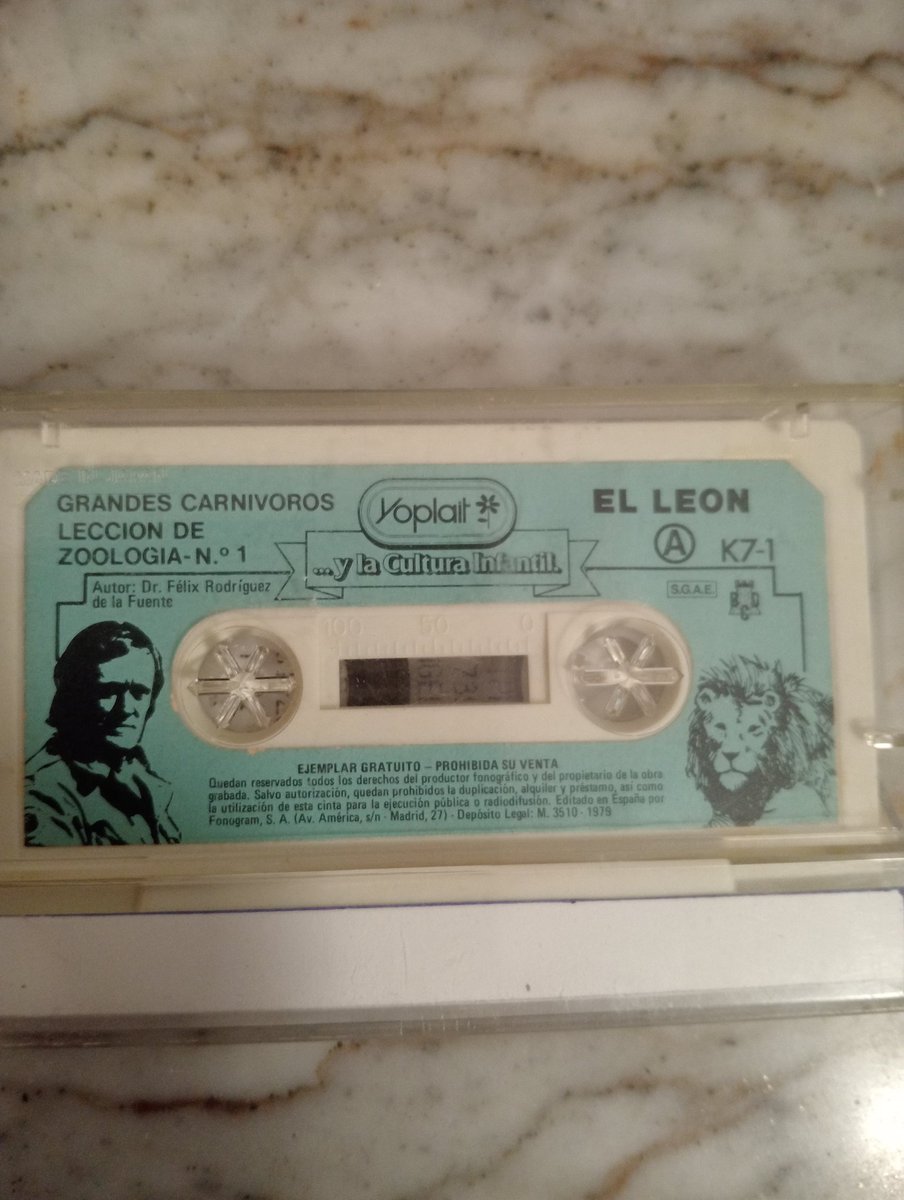 GRANDES CARNIVOROS
LECCION DE
ZOOLOGIA-N.º 1
Autor: Dr. Félix Rodríguez
de la Fuente
Yoplait
...y la Cultura Infantil.
EL LEON
A K7-1
S.G.A.E.
100 50 0
EJEMPLAR GRATUITO – PROHIBIDA SU VENTA
Quedan reservados todos los derechos del productor fonográfico y del propietario de la obra
grabada. Salvo autorización, quedan prohibidos la duplicación, alquiler y préstamo, así como
la utilización de esta cinta para la ejecución pública o radiodifusión. Editado en España por
Fonogram, S. A. (Av. América, s/n - Madrid, 27) - Depósito Legal: M. 3510 - 1979